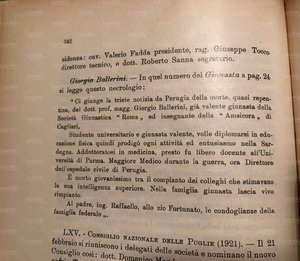 342
sidenza: cav. Valerio Fadda presidente, rag. Giuseppe Tocco
direttore tecnico, e dott. Roberto Sanna segretario.
Giorgio Ballerini. — In quel numero del Ginnasta a pag. 24
si legge questo necrologio:
" Ci giunge la triste notizia da Perugia della morte, quasi repen-
tina, del dott. prof. magg. Giorgio Ballerini, già valente ginnasta della
Società Ginnastica " Roma „ ed insegnante della " Amsicora „ di
Cagliari.
Studente universitario e ginnasta valente, volle diplomarsi in edu-
cazione fisica quindi prodigò ogni attività ed entusiasmo nella Sar-
degna. Addottoratosi in medicina, presto fu libero docente all'Uni-
versità di Parma. Maggiore Medico durante la guerra, ora Direttore
dell'ospedale civile di Perugia.
È morto giovanissimo tra il compianto dei colleghi che stimavano
la sua intelligenza superiore. Nella famiglia ginnasta lascia vivo
rimpianto.
Al padre, ing. Raffaello, allo zio Fortunato, le condoglianze della
famiglia federale „.
LXV. - Consiglio nazionale delle Puglie (1921). — Il 21
febbraio si riuniscono i delegati delle società e nominano il nuovo
Consiglio così: dott. Domenico